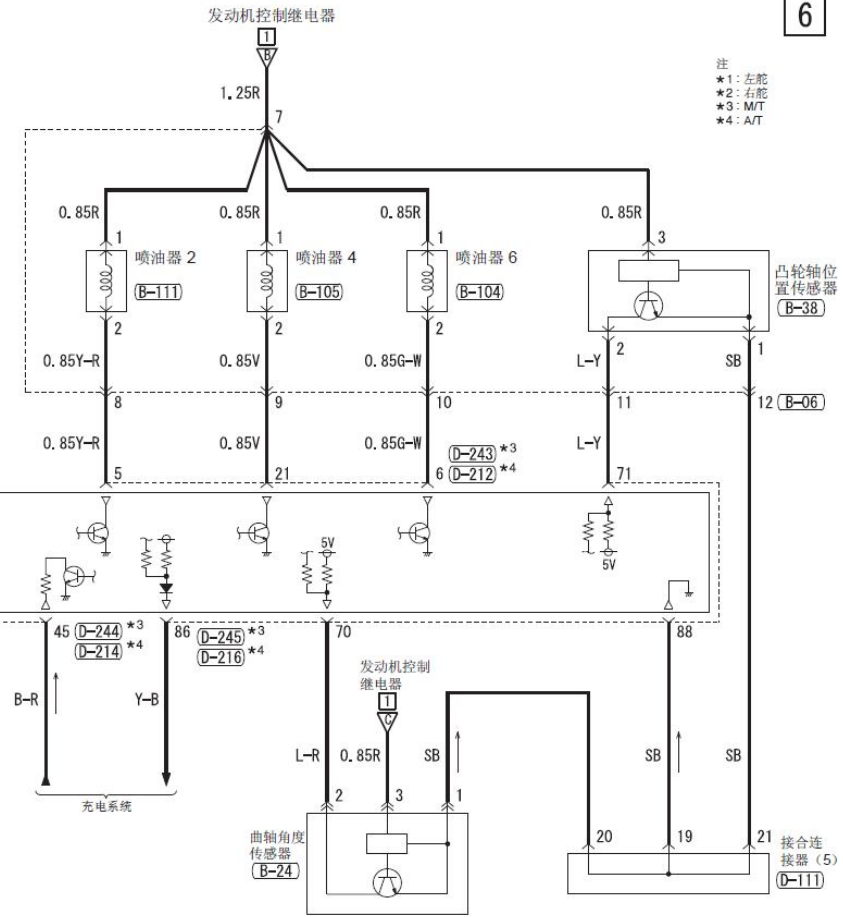 发动机控制继电器
6
1
B
注
*1：左舵
*2：右舵
*3：M/T
*4：A/T
1.25R
7
0.85R
0.85R
0.85R
0.85R
1
1
1
3
喷油器 2
喷油器 4
喷油器 6
凸轮轴位
置传感器
B-111
B-105
B-104
B-38
2
2
2
2
1
0.85Y-R
0.85V
0.85G-W
L-Y
SB
8
9
10
11
12
B-06
0.85Y-R
0.85V
0.85G-W
L-Y
D-243 *3
D-212 *4
5
21
6
71
5V
5V
45
D-244 *3
D-214 *4
86
D-245 *3
D-216 *4
70
88
发动机控制
继电器
1
C
B-R
Y-B
L-R
0.85R
SB
SB
SB
充电系统
2
3
1
曲轴角度
传感器
B-24
20
19
21
接合连
接器（5）
D-111